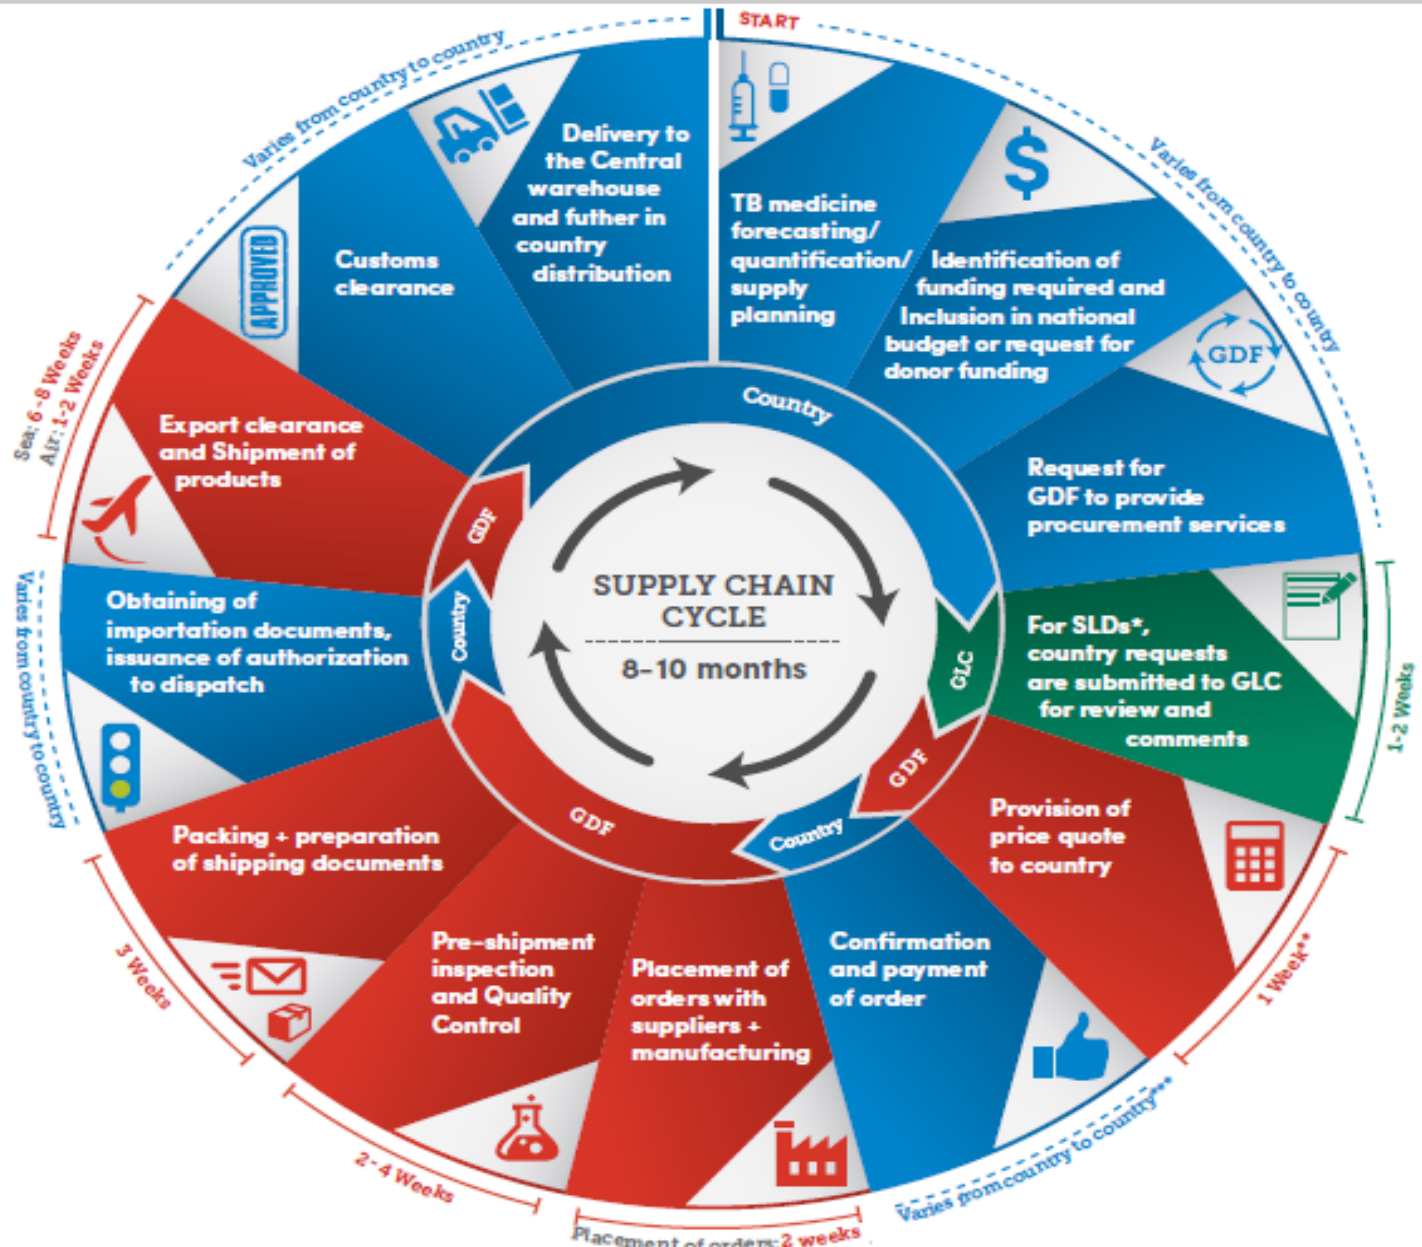 START
Varies from country to country
TB medicine
forecasting/
quantification/
supply
planning
$
Identification of
funding required and
Inclusion in national
budget or request for
donor funding
GDF
Request for
GDF to provide
procurement services
For SLDs*,
country requests
are submitted to GLC
for review and
comments
1-2 Weeks
Provision of
price quote
to country
1 Week**
Confirmation
and payment
of order
Varies from country to country***
Placement of
orders with
suppliers +
manufacturing
Placement of orders: 2 weeks
Pre-shipment
inspection
and Quality
Control
2-4 Weeks
Packing + preparation
of shipping documents
3 Weeks
Obtaining of
importation documents,
issuance of authorization
to dispatch
Varies from country to country
Export clearance
and Shipment of
products
Sea: 6-8 Weeks
Air: 1-2 Weeks
APPROVED
Customs
clearance
Delivery to
the Central
warehouse
and futher in
country
distribution
Varies from country to country
Country
GLC
GDF
Country
GDF
Country
GDF
SUPPLY CHAIN
CYCLE
8-10 months